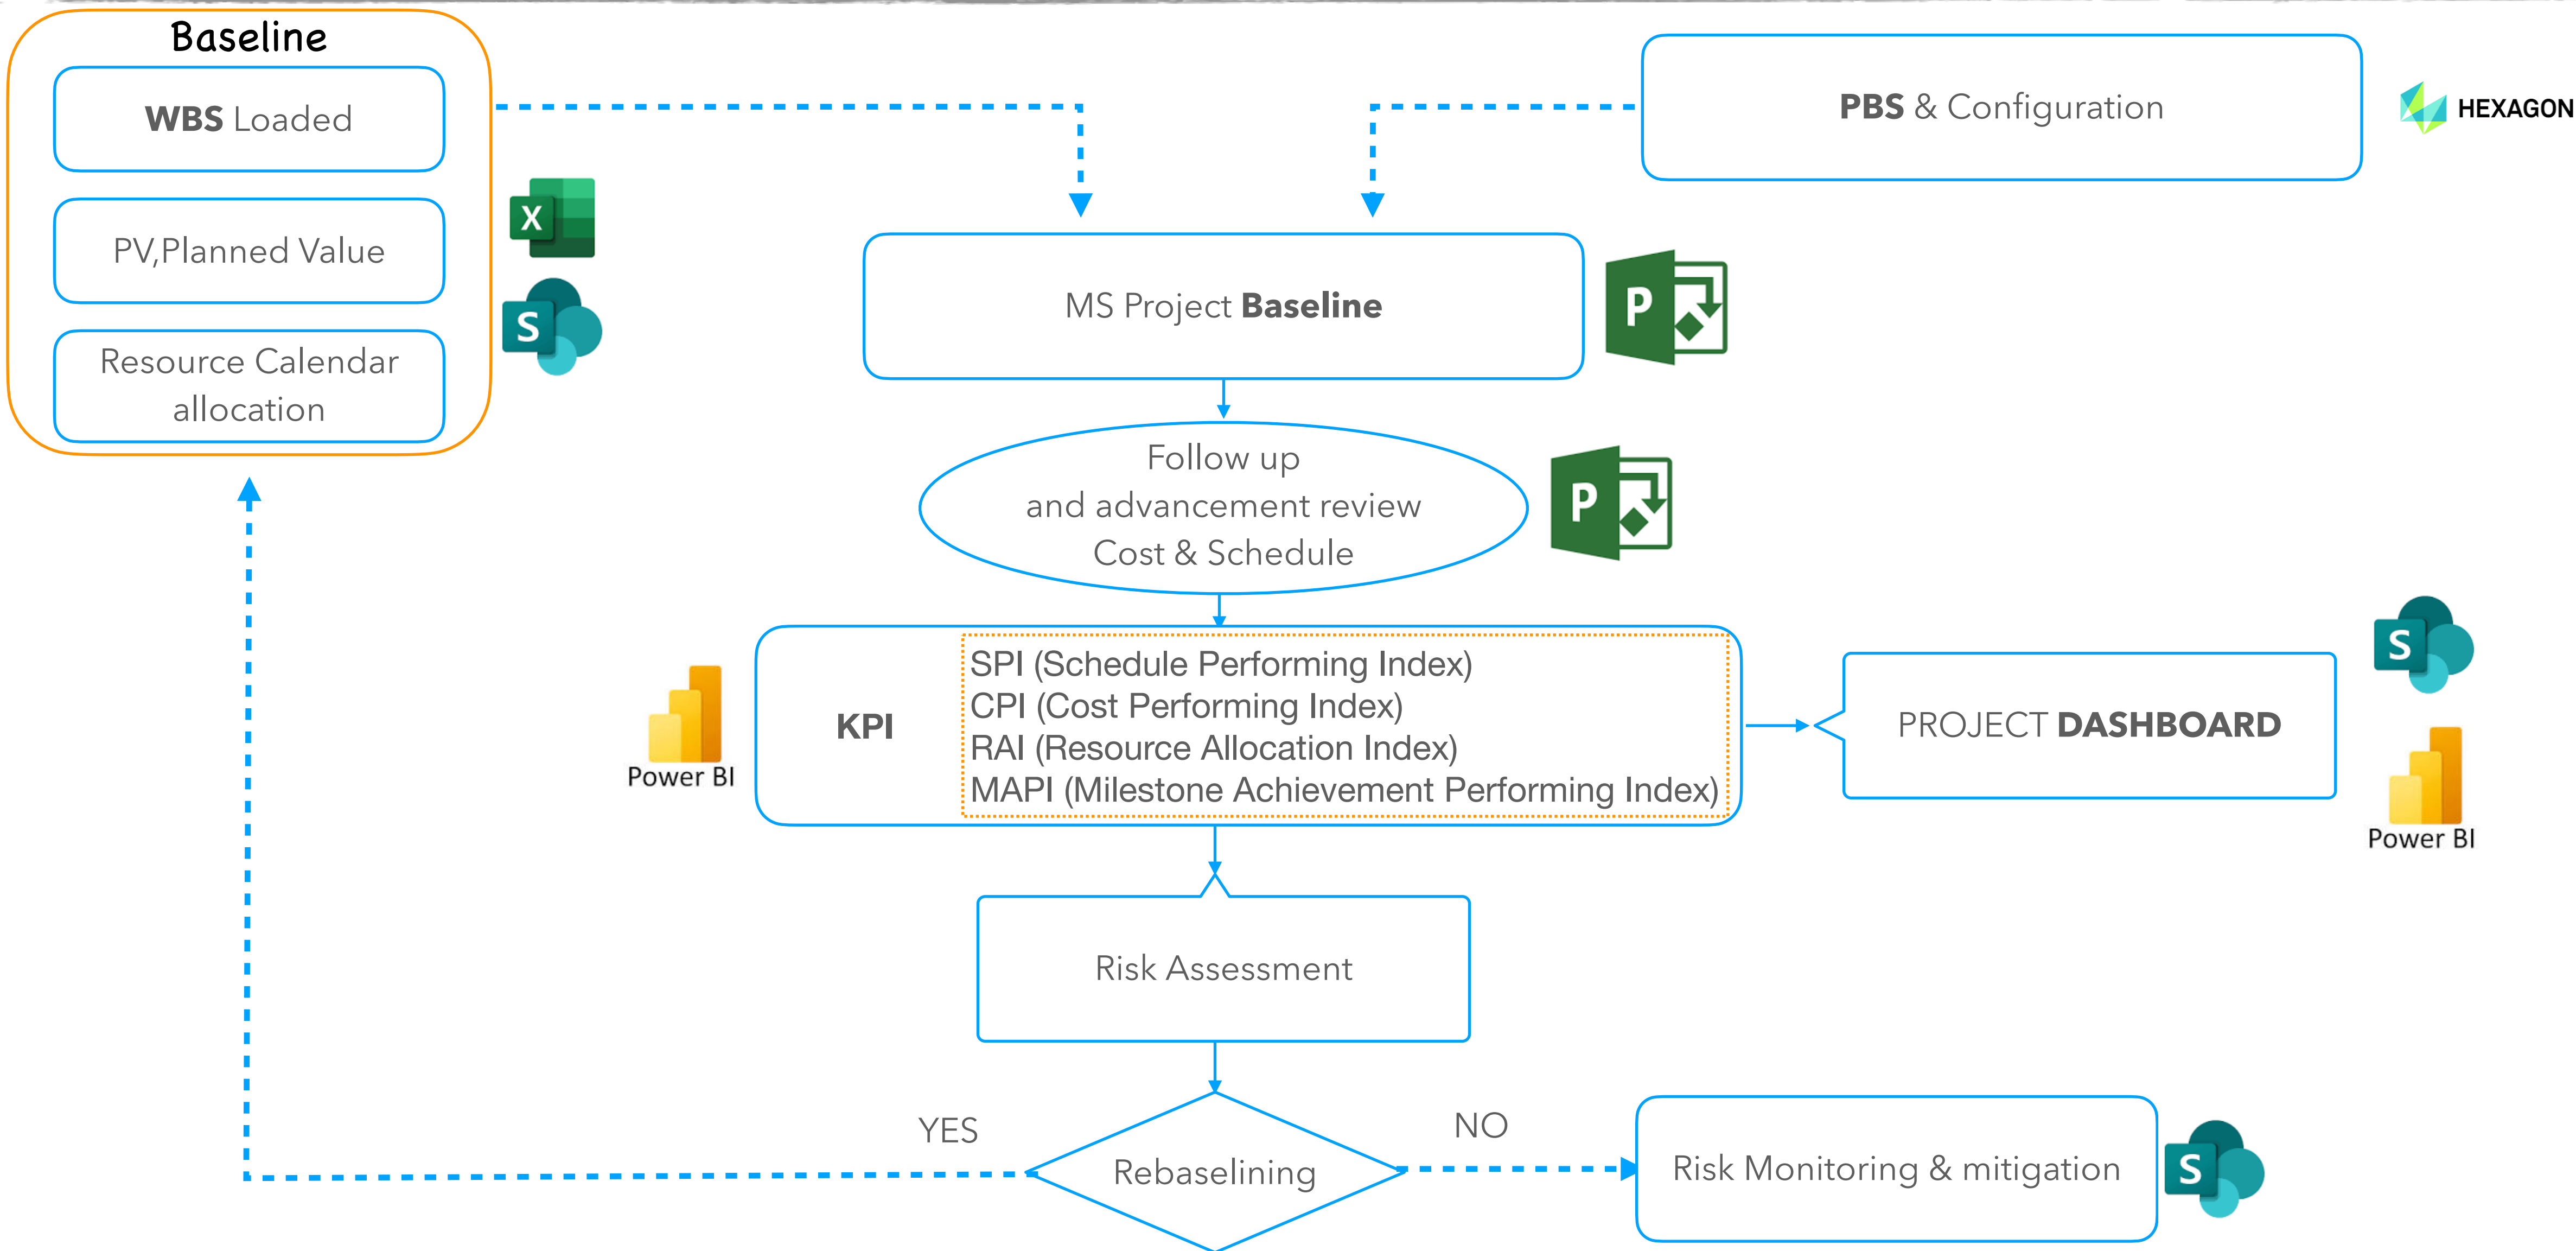 Baseline
WBS Loaded
PV,Planned Value
Resource Calendar
allocation
X
S
PBS & Configuration
HEXAGON
MS Project Baseline
P
Follow up
and advancement review
Cost & Schedule
P
Power BI
KPI
SPI (Schedule Performing Index)
CPI (Cost Performing Index)
RAI (Resource Allocation Index)
MAPI (Milestone Achievement Performing Index)
PROJECT DASHBOARD
S
Power BI
Risk Assessment
YES
Rebaselining
NO
Risk Monitoring & mitigation
S